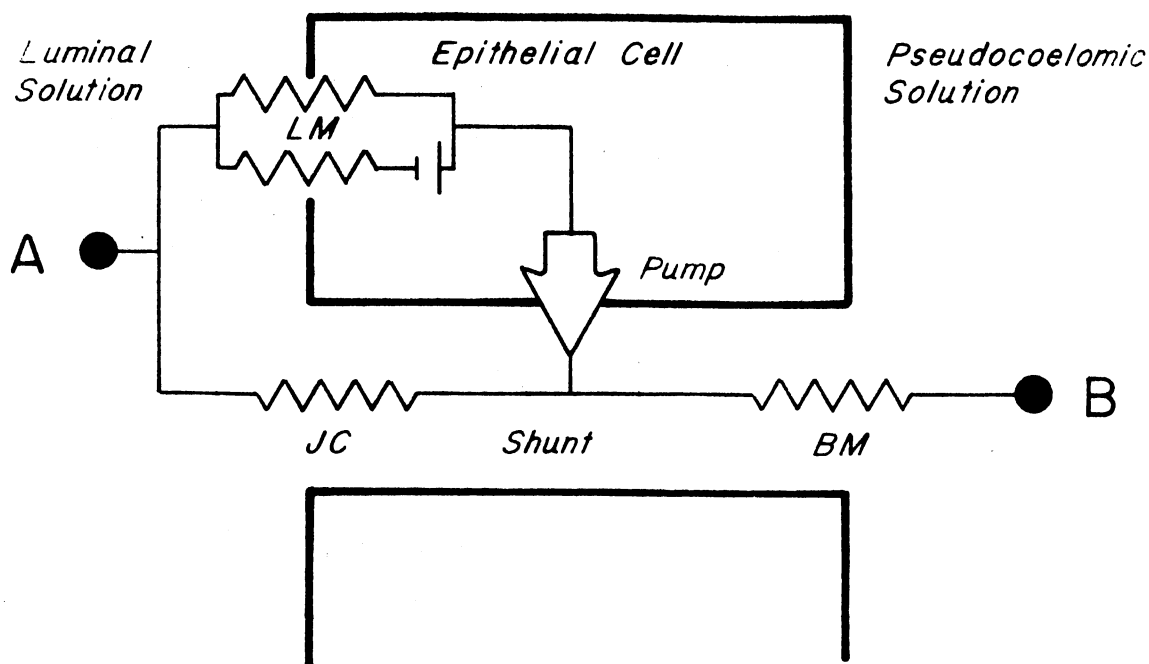 Luminal
Solution
Epithelial Cell
Pseudocoelomic
Solution
LM
A
Pump
B
JC
Shunt
BM